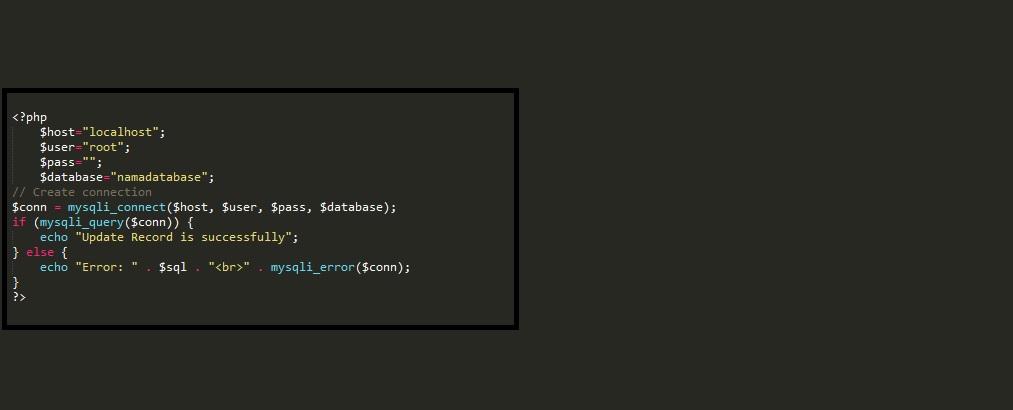 <?php
$host="localhost";
$user="root";
$pass="";
$database="namadatabase";
// Create connection
$conn = mysqli_connect($host, $user, $pass, $database);
if (mysqli_query($conn)) {
echo "Update Record is successfully";
} else {
echo "Error: " . $sql . "<br>" . mysqli_error($conn);
}
?>